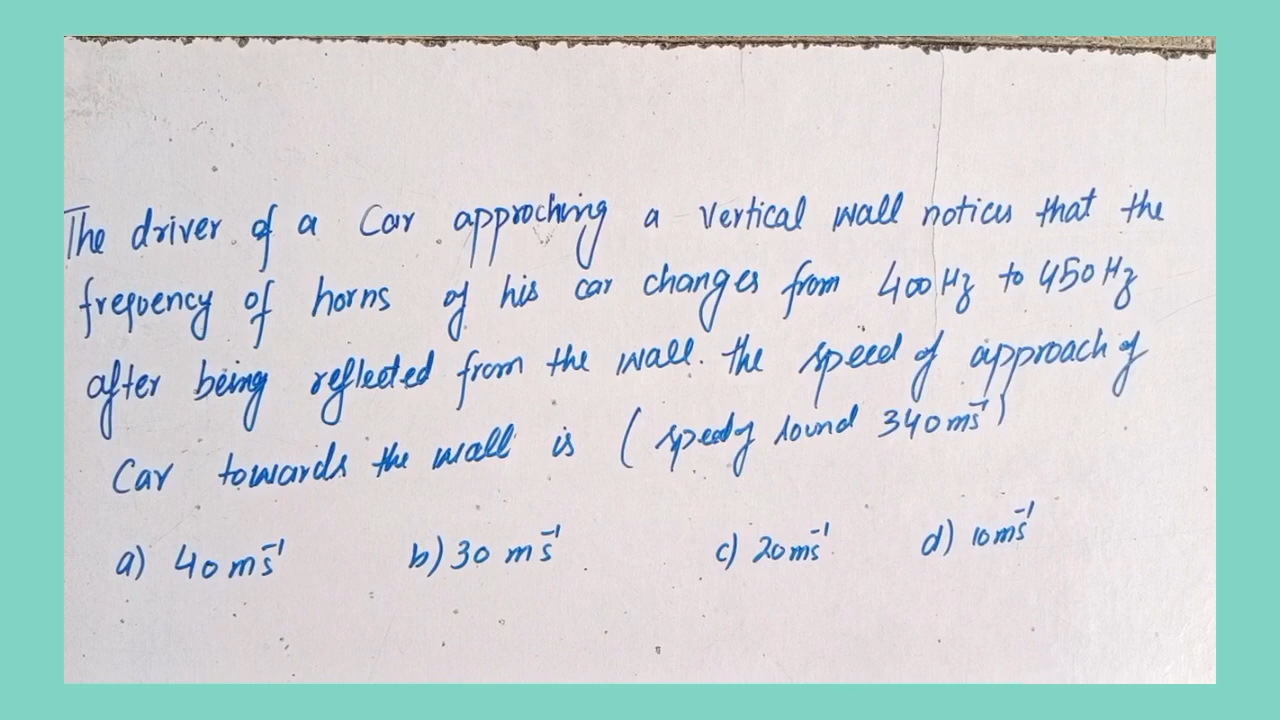 The driver of a Car approching a vertical wall notices that the
frequency of horns of his car changes from 400 Hz to 450 Hz
after being reflected from the wall. the speed of approach of
Car towards the wall is ( speed of sound 340 ms⁻¹)
a) 40 ms⁻¹ b) 30 ms⁻¹ c) 20 ms⁻¹ d) 10 ms⁻¹